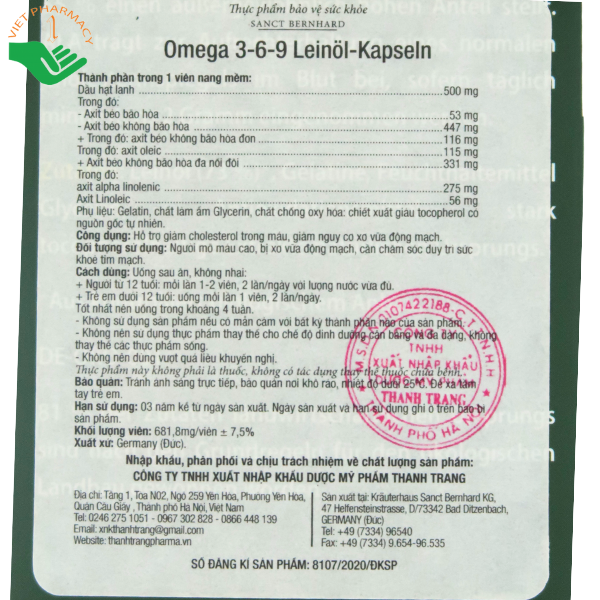 VIET PHARMACY
Thực phẩm bảo vệ sức khỏe
SANCT BERNHARD
Omega 3-6-9 Leinöl-Kapseln
Thành phần trong 1 viên nang mềm:
Dầu hạt lanh 500 mg
Trong đó:
- Axit béo bão hòa 53 mg
- Axit béo không bão hòa 447 mg
+ Trong đó: axit béo không bão hòa đơn 116 mg
Trong đó: axit oleic 115 mg
+ Axit béo không bão hòa đa nối đôi 331 mg
Trong đó:
axit alpha linolenic 275 mg
Axit Linoleic 56 mg
Phụ liệu: Gelatin, chất làm ẩm Glycerin, chất chống oxy hóa: chiết xuất giàu tocopherol có
nguồn gốc tự nhiên.
Công dụng: Hỗ trợ giảm cholesterol trong máu, giảm nguy cơ xơ vữa động mạch.
Đối tượng sử dụng: Người mỡ máu cao, bị xơ vữa động mạch, cần chăm sóc duy trì sức
khoẻ tim mạch.
Cách dùng: Uống sau ăn, không nhai:
+ Người từ 12 tuổi: mỗi lần 1-2 viên, 2 lần/ngày với lượng nước vừa đủ.
+ Trẻ em dưới 12 tuổi: uống mỗi lần 1 viên, 2 lần/ngày.
Tốt nhất nên uống trong khoảng 4 tuần.
- Không sử dụng sản phẩm nếu có mẫn cảm với bất kỳ thành phần nào của sản phẩm.
- Không nên sử dụng thực phẩm thay thế cho chế độ dinh dưỡng cân bằng và đa dạng, không
thay thế các thực phẩm sống.
- Không nên dùng vượt quá liều khuyến nghị.
Thực phẩm này không phải là thuốc, không có tác dụng thay thế thuốc chữa bệnh.
Bảo quản: Tránh ánh sáng trực tiếp, bảo quản nơi khô ráo, nhiệt độ dưới 25°C. Để xa tầm
tay trẻ em.
Hạn sử dụng: 03 năm kể từ ngày sản xuất. Ngày sản xuất và hạn sử dụng ghi ở trên bao bì
sản phẩm.
Khối lượng viên: 681,8mg/viên ± 7,5%
Xuất xứ: Germany (Đức).
M.S.D.N:0107422188-C.T.T.N.H.H
CÔNG TY
TNHH
XUẤT NHẬP KHẨU
DƯỢC MỸ PHẨM
THANH TRANG
THÀNH PHỐ HÀ NỘI
Nhập khẩu, phân phối và chịu trách nhiệm về chất lượng sản phẩm:
CÔNG TY TNHH XUẤT NHẬP KHẨU DƯỢC MỸ PHẨM THANH TRANG
Địa chỉ: Tầng 1, Tòa N02, Ngõ 259 Yên Hòa, Phường Yên Hòa,
Quận Cầu Giấy, Thành phố Hà Nội, Việt Nam
Tel: 0246 275 1051 - 0967 302 828 - 0866 448 139
Email: xnkthanhtrang@gmail.com
Website: thanhtrangpharma.vn
Sản xuất tại: Kräuterhaus Sanct Bernhard KG,
47 Helfensteinstrasse, D/73342 Bad Ditzenbach,
GERMANY (Đức)
Tel: +49 (7334) 96540
Fax: +49 (7334) 9.654-96.535
SỐ ĐĂNG KÍ SẢN PHẨM: 8107/2020/ĐKSP